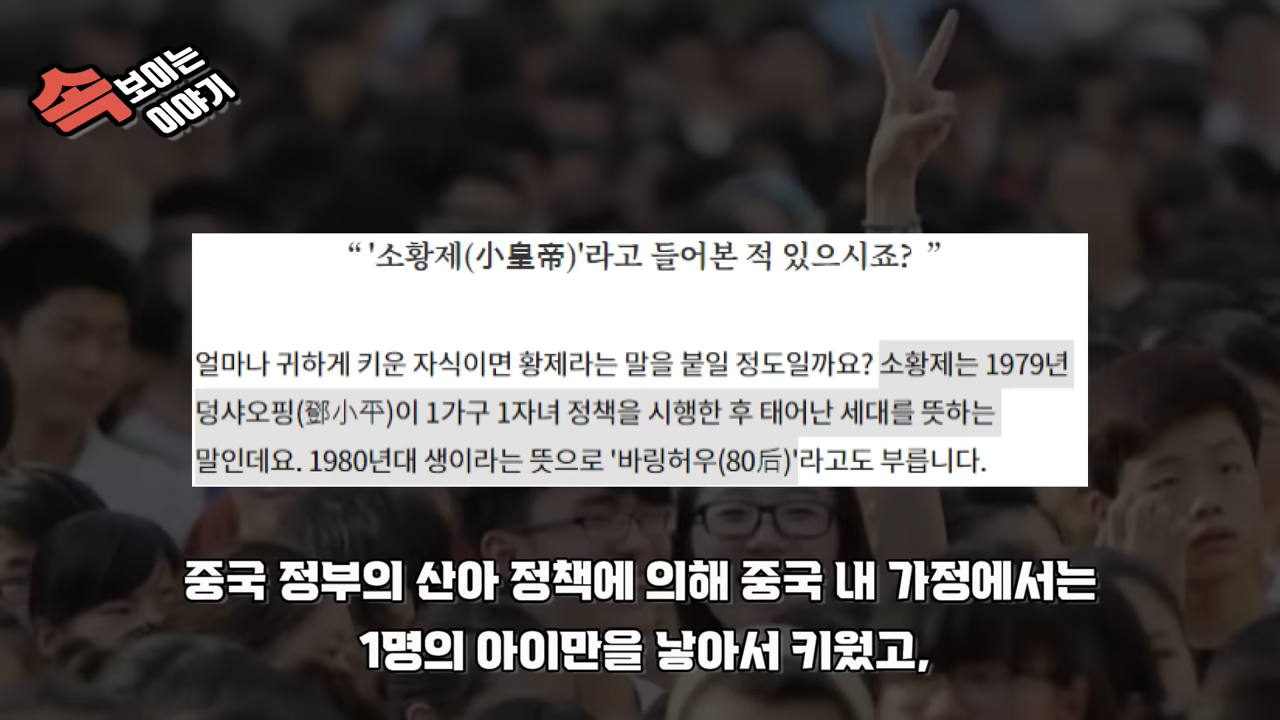 속보이는
이야기
“ '소황제(小皇帝)'라고 들어본 적 있으시죠? ”
얼마나 귀하게 키운 자식이면 황제라는 말을 붙일 정도일까요? 소황제는 1979년
덩샤오핑(鄧小平)이 1가구 1자녀 정책을 시행한 후 태어난 세대를 뜻하는
말인데요. 1980년대 생이라는 뜻으로 '바링허우(80后)'라고도 부릅니다.
중국 정부의 산아 정책에 의해 중국 내 가정에서는
1명의 아이만을 낳아서 키웠고,